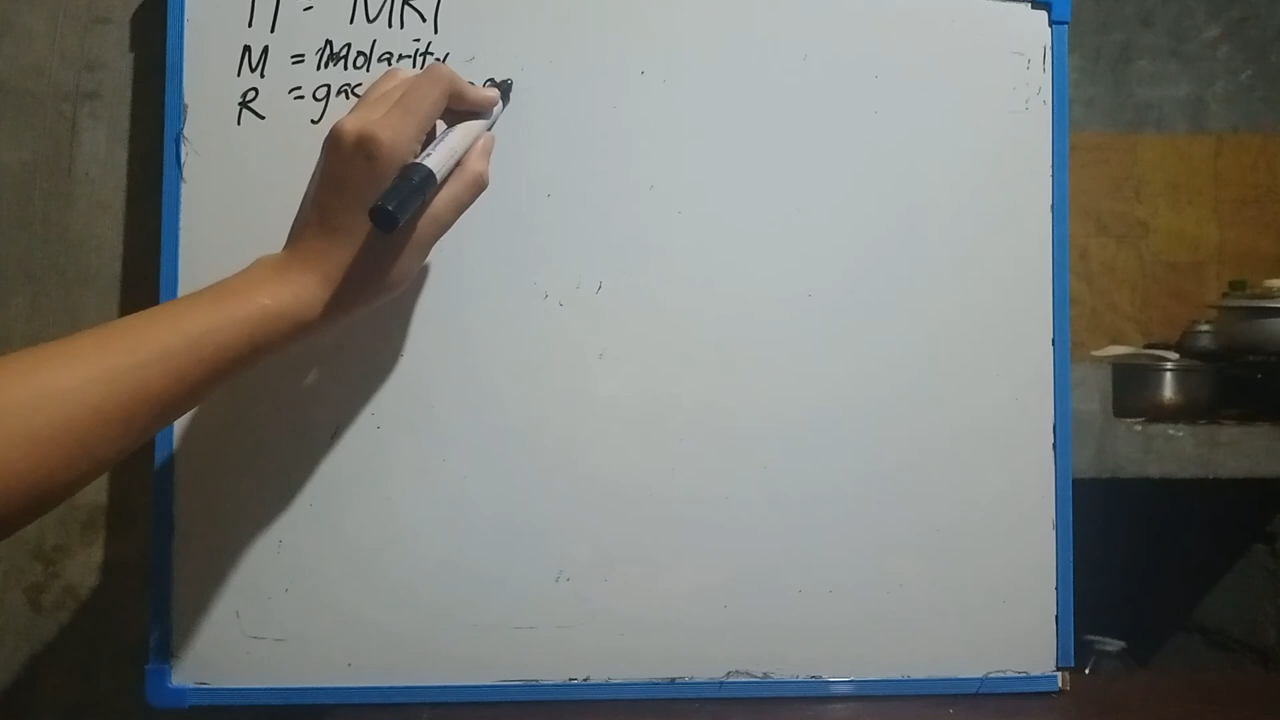 π = MRT
M = Molarity
R = gas